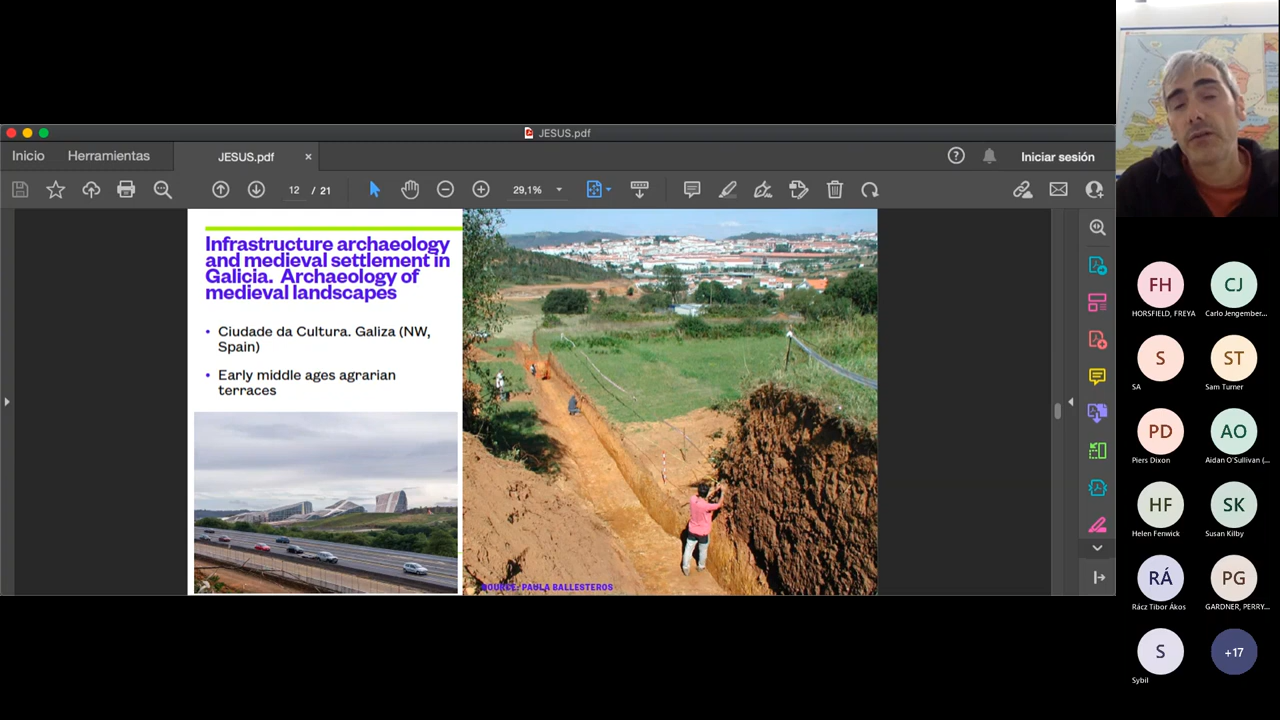 JESUS.pdf
Inicio
Herramientas
JESUS.pdf
×
Iniciar sesión
12 / 21
29,1%
Infrastructure archaeology
and medieval settlement in
Galicia. Archaeology of
medieval landscapes
• Ciudade da Cultura. Galiza (NW,
Spain)
• Early middle ages agrarian
terraces
SOURCE: PAULA BALLESTEROS
FH
HORSFIELD, FREYA
CJ
Carlo Jengember...
S
SA
ST
Sam Turner
PD
Piers Dixon
AO
Aidan O'Sullivan (...
HF
Helen Fenwick
SK
Susan Kilby
RÁ
Rácz Tibor Ákos
PG
GARDNER, PERRY...
S
Sybil
+17